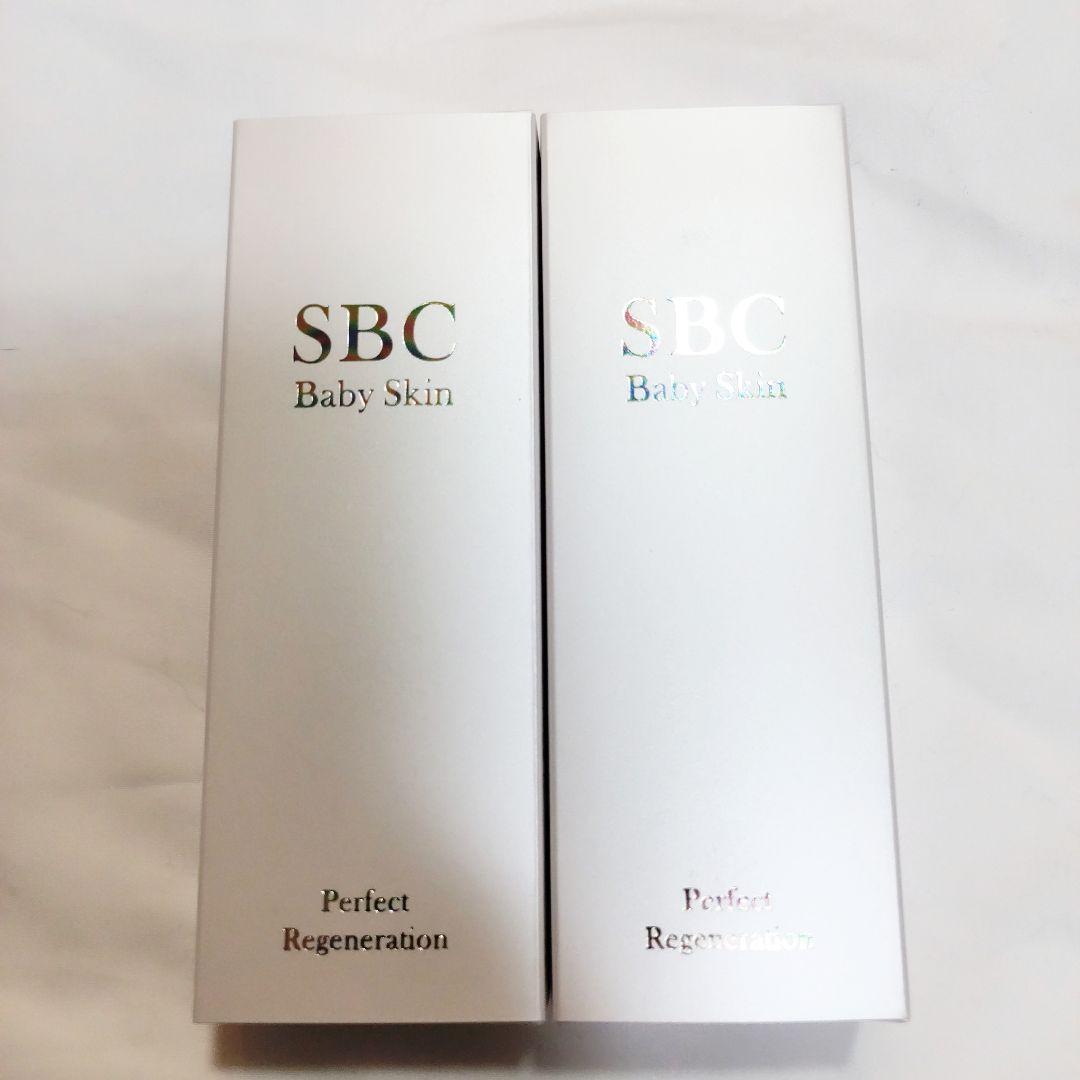 SBC
Baby Skin
Perfect
Regeneration
SBC
Baby Skin
Perfect
Regeneration